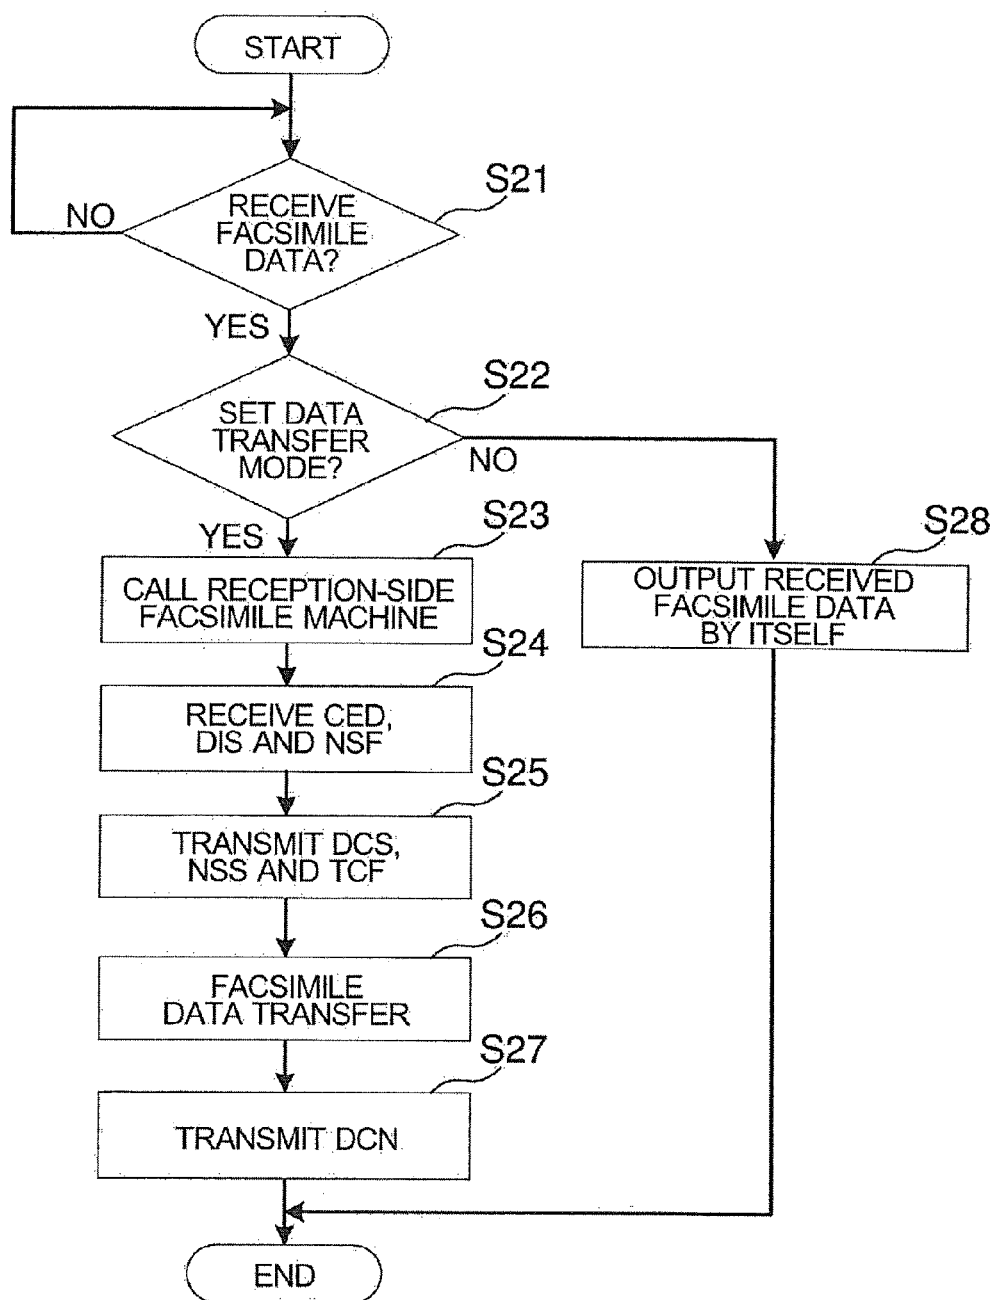 START
S21
RECEIVE
FACSIMILE
DATA?
NO
YES
S22
SET DATA
TRANSFER
MODE?
NO
YES
S23
CALL RECEPTION-SIDE
FACSIMILE MACHINE
S28
OUTPUT RECEIVED
FACSIMILE DATA
BY ITSELF
S24
RECEIVE CED,
DIS AND NSF
S25
TRANSMIT DCS,
NSS AND TCF
S26
FACSIMILE
DATA TRANSFER
S27
TRANSMIT DCN
END